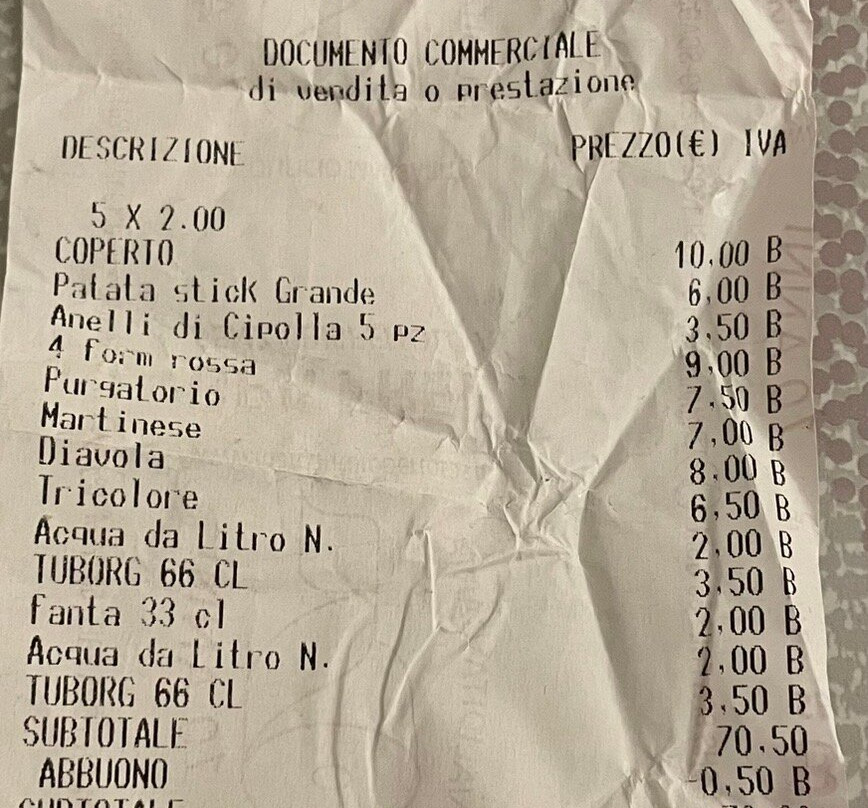 DOCUMENTO COMMERCIALE
di vendita o prestazione
DESCRIZIONE PREZZO(€) IVA
5 X 2.00
COPERTO 10,00 B
Patata stick Grande 6,00 B
Anelli di Cipolla 5 pz 3,50 B
4 form rossa 9,00 B
Purgatorio 7,50 B
Martinese 7,00 B
Diavola 8,00 B
Tricolore 6,50 B
Acqua da Litro N. 2,00 B
TUBORG 66 CL 3,50 B
fanta 33 cl 2,00 B
Acqua da Litro N. 2,00 B
TUBORG 66 CL 3,50 B
SUBTOTALE 70,50
ABBUONO -0,50 B
SUBTOTALE